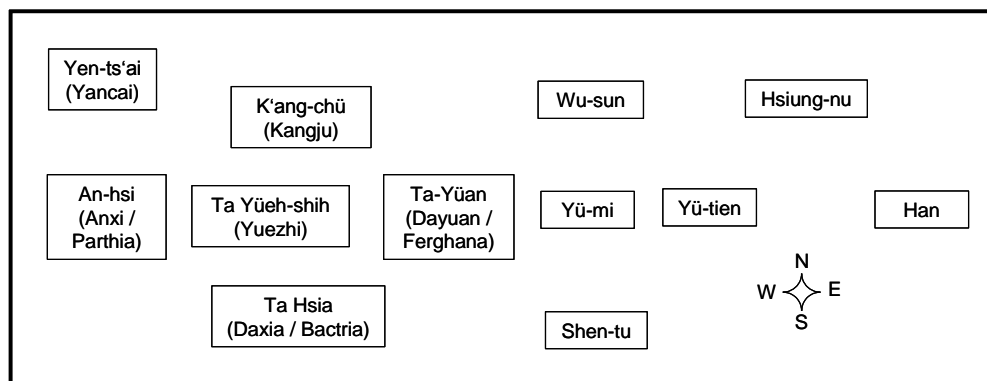 Yen-ts‘ai
(Yancai)
K‘ang-chü
(Kangju)
Wu-sun
Hsiung-nu
An-hsi
(Anxi /
Parthia)
Ta Yüeh-shih
(Yuezhi)
Ta-Yüan
(Dayuan /
Ferghana)
Yü-mi
Yü-tien
Han
N
W
E
S
Ta Hsia
(Daxia / Bactria)
Shen-tu